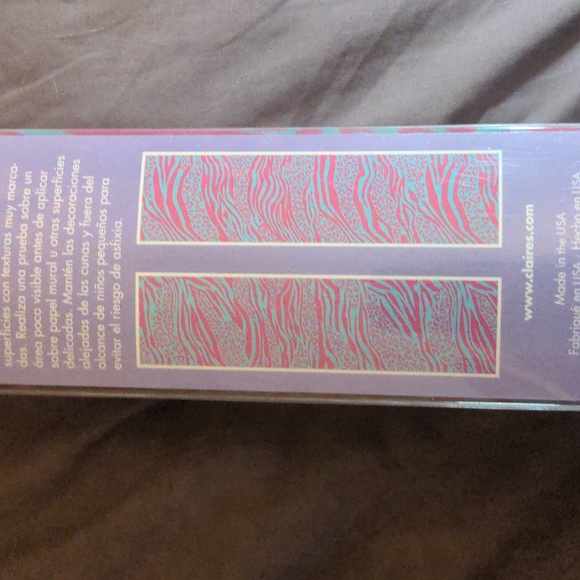 superficies con texturas muy marca-
das. Realiza una prueba sobre un
área poco visible antes de aplicar
sobre papel mural u otras superficies
delicadas. Mantén las decoraciones
alejadas de las cunas y fuera del
alcance de niños pequeños para
evitar el riesgo de asfixia.
www.claires.com
Made in the USA
Fabriqué en USA en USA